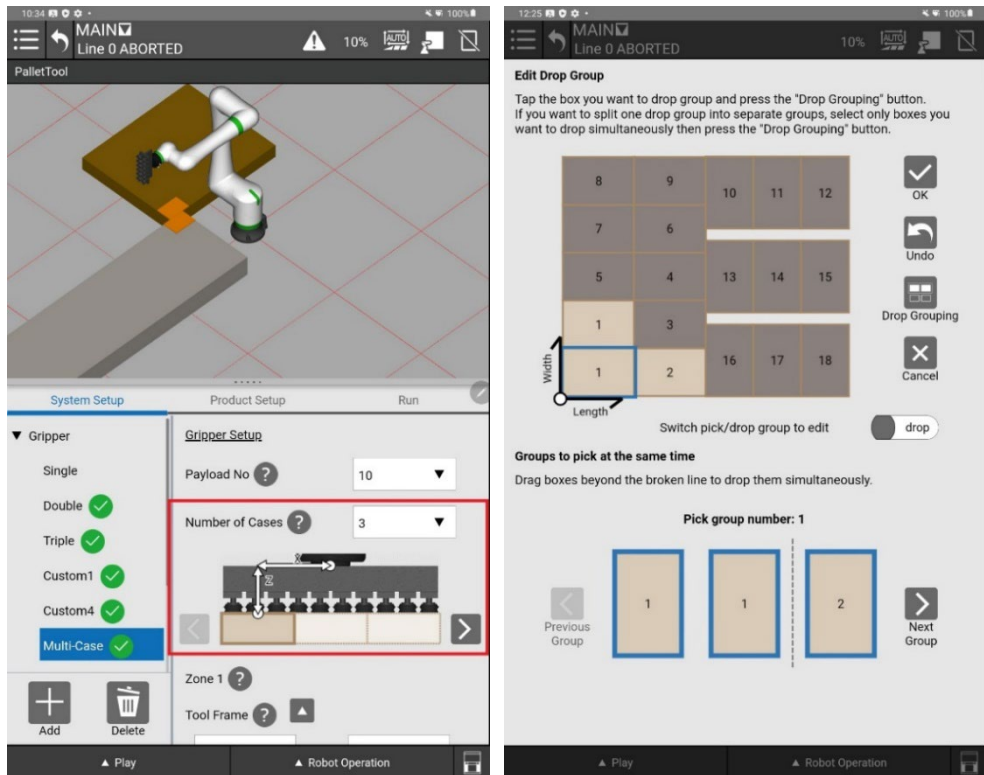 10:34
100%
MAIN
Line 0 ABORTED
10%
AUTO
PalletTool
System Setup
Product Setup
Run
▼ Gripper
Single
Double
Triple
Custom1
Custom4
Multi-Case
Add
Delete
Gripper Setup
Payload No ?
10 ▼
Number of Cases ?
3 ▼
Zone 1 ?
Tool Frame ?
▲ Play
▲ Robot Operation
12:25
100%
MAIN
Line 0 ABORTED
10%
AUTO
Edit Drop Group
Tap the box you want to drop group and press the "Drop Grouping" button.
If you want to split one drop group into separate groups, select only boxes you
want to drop simultaneously then press the "Drop Grouping" button.
8 9 10 11 12
7 6
5 4 13 14 15
1 3
1 2 16 17 18
Width
Length
OK
Undo
Drop Grouping
Cancel
Switch pick/drop group to edit
drop
Groups to pick at the same time
Drag boxes beyond the broken line to drop them simultaneously.
Pick group number: 1
1 1 2
Previous
Group
Next
Group
▲ Play
▲ Robot Operation